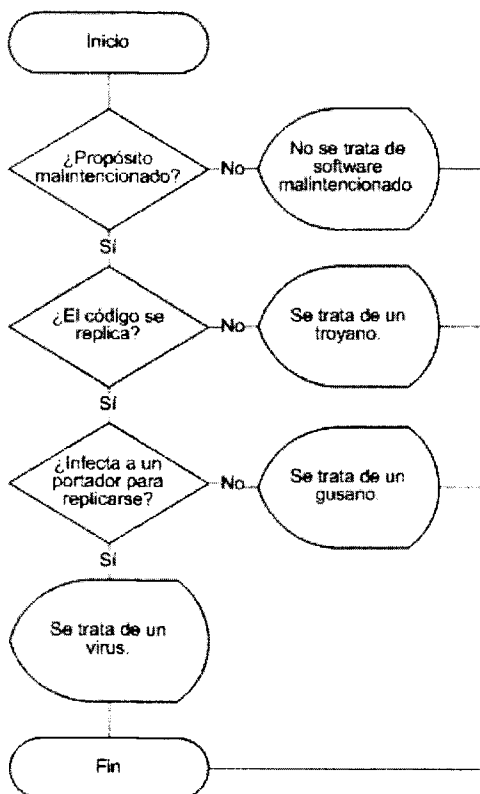 Inicio
¿Propósito
malintencionado?
No
No se trata de
software
malintencionado
Sí
¿El código se
replica?
No
Se trata de un
troyano.
Sí
¿Infecta a un
portador para
replicarse?
No
Se trata de un
gusano.
Sí
Se trata de un
virus.
Fin